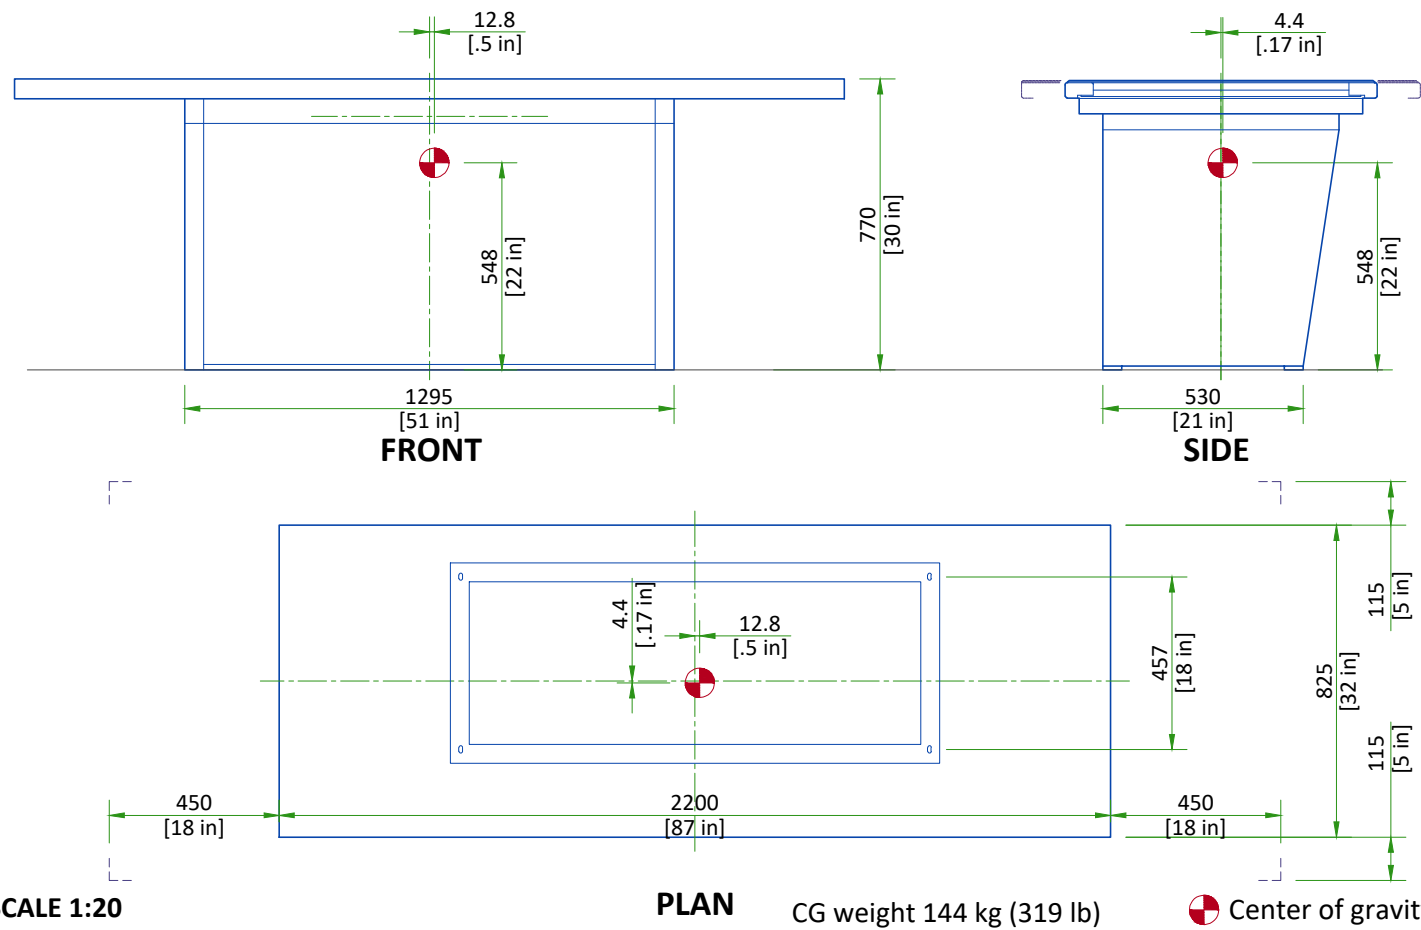 12.8
[.5 in]
4.4
[.17 in]
770
[30 in]
548
[22 in]
548
[22 in]
1295
[51 in]
530
[21 in]
FRONT
SIDE
4.4
[.17 in]
12.8
[.5 in]
457
[18 in]
825
[32 in]
115
[5 in]
115
[5 in]
450
[18 in]
2200
[87 in]
450
[18 in]
SCALE 1:20
PLAN
CG weight 144 kg (319 lb)
Center of gravit